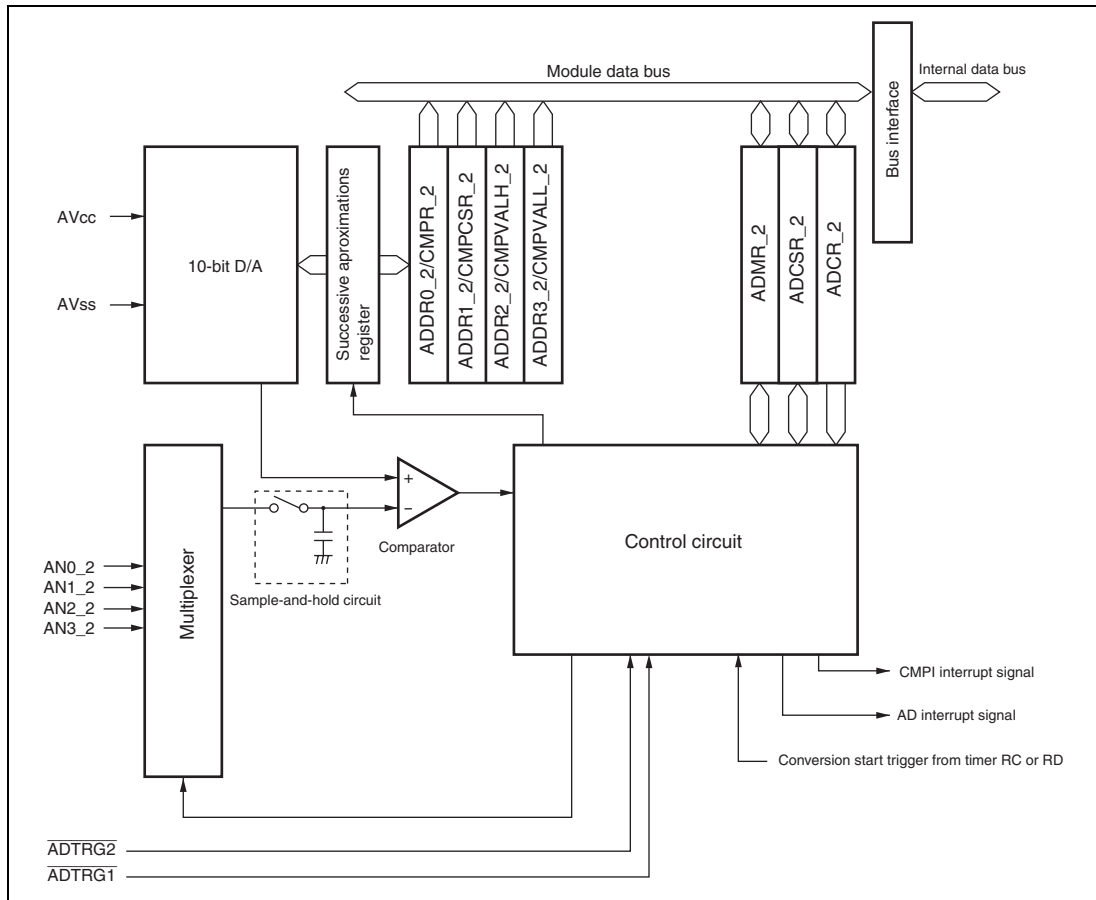 Module data bus
Internal data bus
Bus interface
AVcc
AVss
10-bit D/A
Successive aproximations
register
ADDR0_2/CMPR_2
ADDR1_2/CMPCSR_2
ADDR2_2/CMPVALH_2
ADDR3_2/CMPVALL_2
ADMR_2
ADCSR_2
ADCR_2
Multiplexer
AN0_2
AN1_2
AN2_2
AN3_2
+
−
Comparator
Sample-and-hold circuit
Control circuit
CMPI interrupt signal
AD interrupt signal
Conversion start trigger from timer RC or RD
ADTRG2
ADTRG1